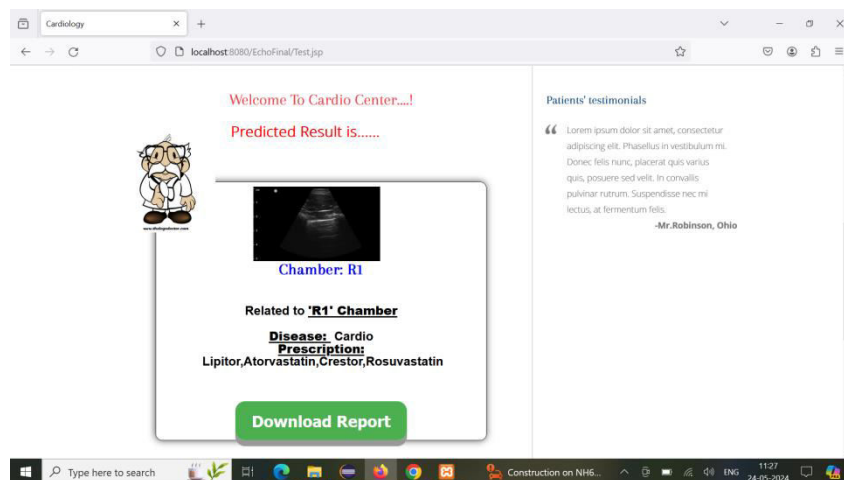 Cardiology
localhost:8080/EchoFinal/Test.jsp
Welcome To Cardio Center....!
Predicted Result is......
Chamber: R1
Related to 'R1' Chamber
Disease: Cardio
Prescription:
Lipitor,Atorvastatin,Crestor,Rosuvastatin
Download Report
Patients' testimonials
Lorem ipsum dolor sit amet, consectetur
adipiscing elit. Phasellus in vestibulum mi.
Donec felis nunc, placerat quis varius
quis, posuere sed velit. In convallis
pulvinar rutrum. Suspendisse nec mi
lectus, at fermentum felis.
-Mr.Robinson, Ohio
Type here to search
Construction on NH6...
ENG
11:27
24-05-2024